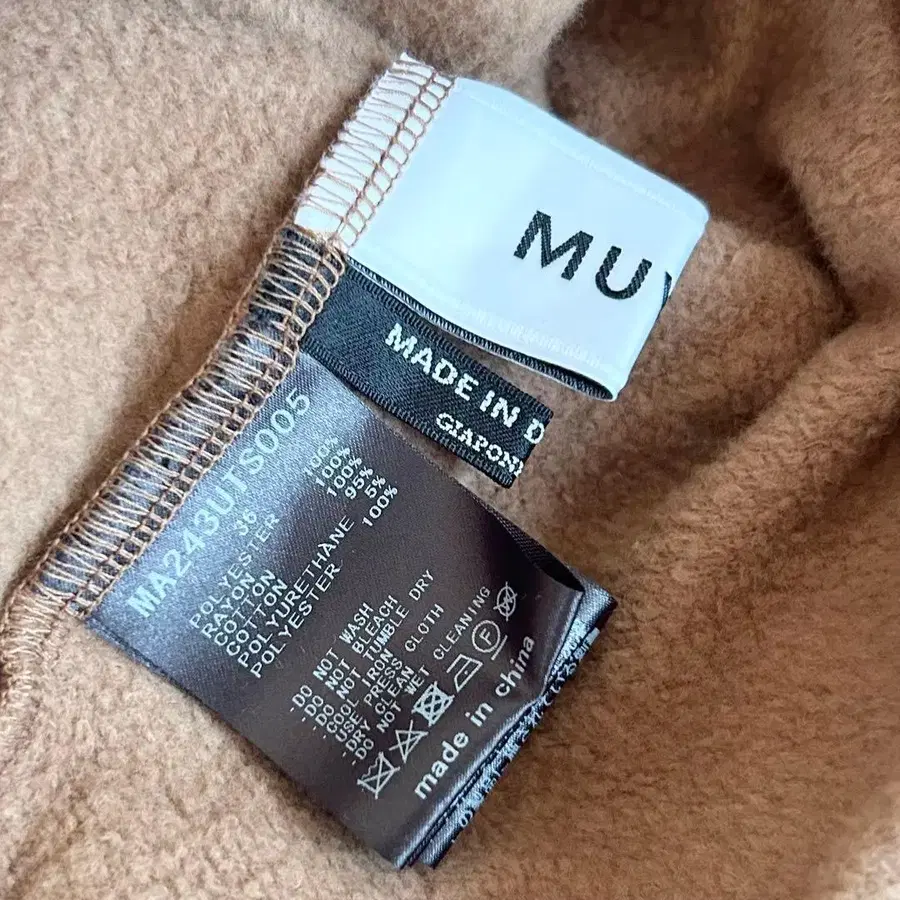 MU
MADE IN D
GIAPON
MA243UTS005
36
POLYESTER 100%
RAYON 100%
COTTON 100%
COTTON 95%
POLYURETHANE 5%
POLYESTER 100%
·DO NOT WASH
·DO NOT BLEACH
·DO NOT TUMBLE DRY
·COOL IRON
·USE PRESS CLOTH
·DRY CLEAN
·DO NOT WET CLEANING
P
made in china